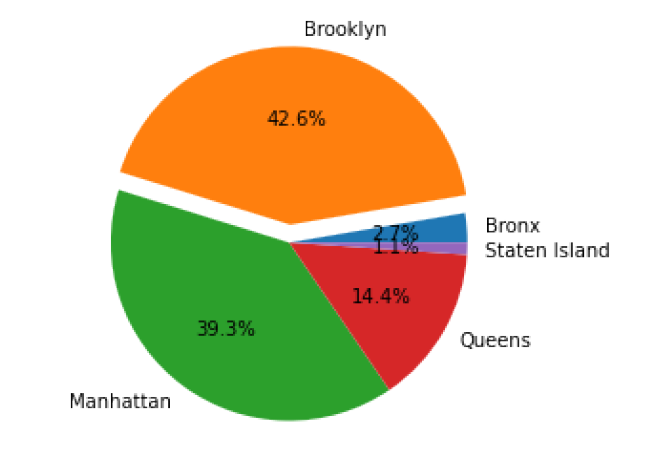 Brooklyn
42.6%
Bronx
2.7%
Staten Island
1.1%
14.4%
39.3%
Queens
Manhattan